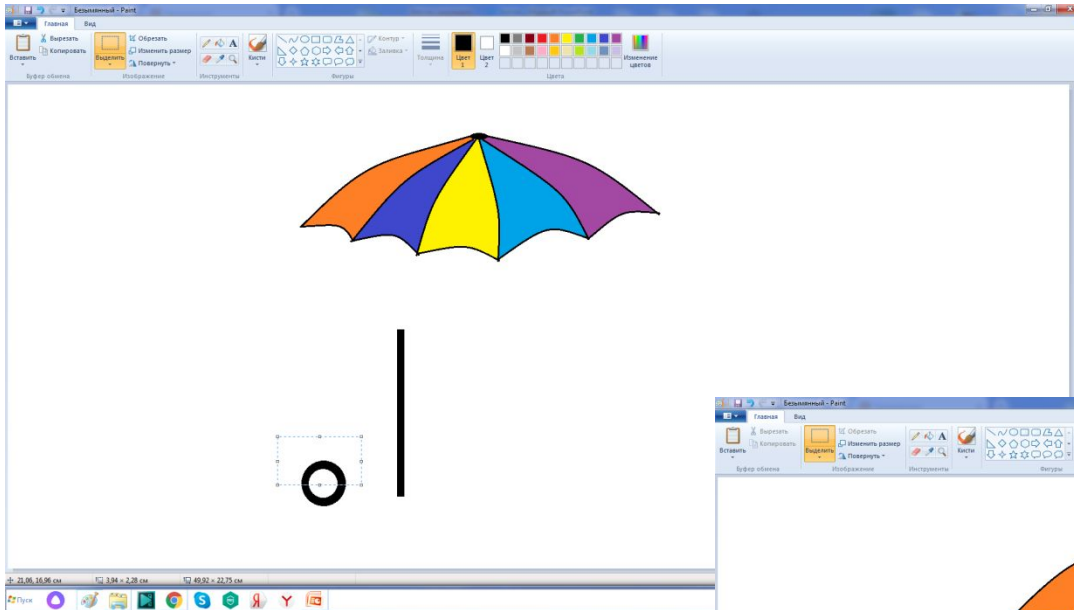 Безымянный - Paint
Главная Вид
Вставить
Вырезать
Копировать
Буфер обмена
Выделить
Обрезать
Изменить размер
Повернуть
Изображение
A
Инструменты
Кисти
Контур
Заливка
Фигуры
Толщина
Цвет 1
Цвет 2
Изменение цветов
Цвета
Безымянный - Paint
Главная Вид
Вставить
Вырезать
Копировать
Буфер обмена
Выделить
Обрезать
Изменить размер
Повернуть
Изображение
A
Инструменты
Кисти
Фигуры
21,06, 16,96 см 3,94 × 2,28 см 49,92 × 22,75 см
Пуск S Я Y